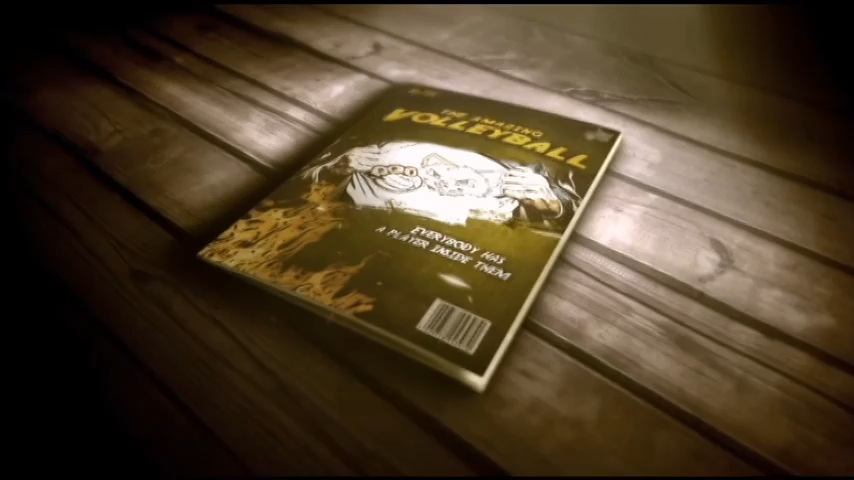 THE AMAZING
VOLLEYBALL
EVERYBODY HAS
A PLAYER INSIDE THEM